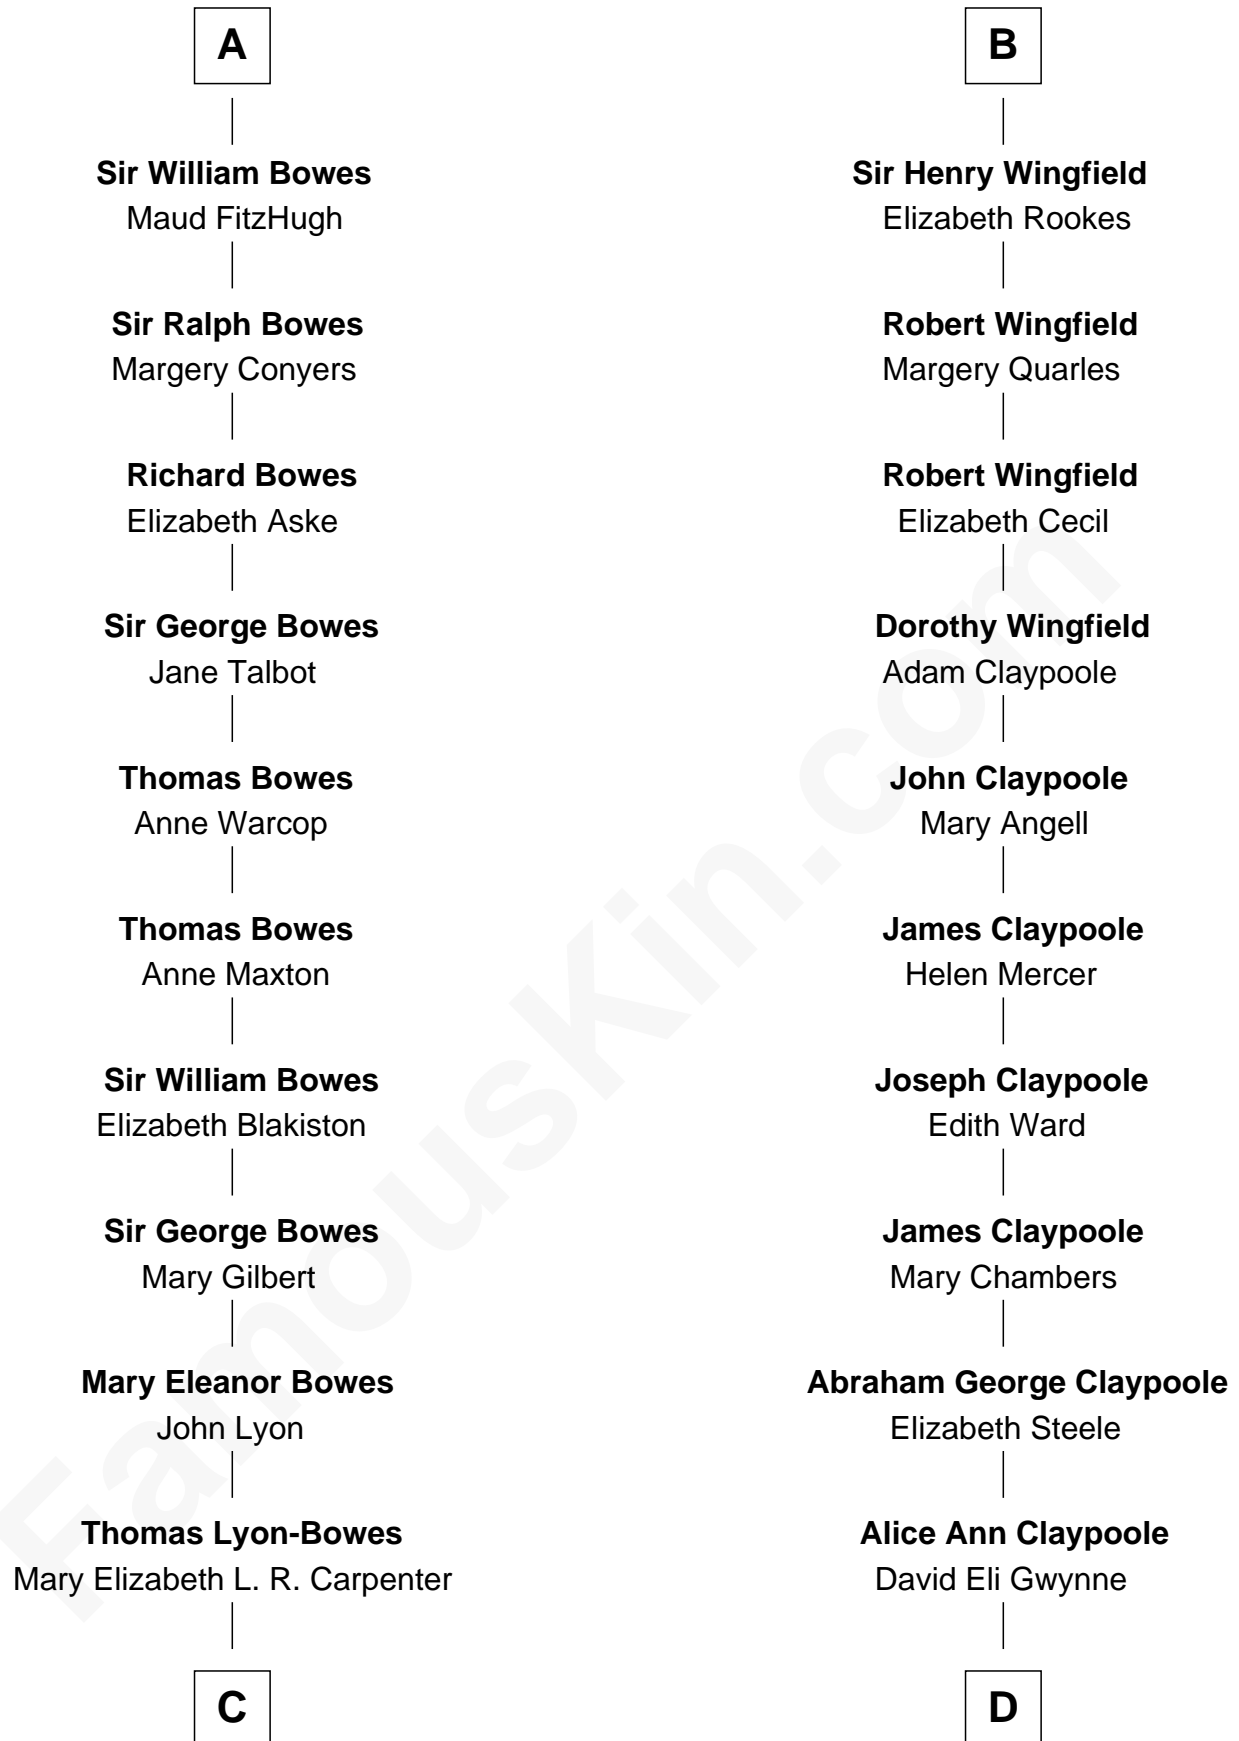 A
Sir William Bowes
Maud FitzHugh
Sir Ralph Bowes
Margery Conyers
Richard Bowes
Elizabeth Aske
Sir George Bowes
Jane Talbot
Thomas Bowes
Anne Warcop
Thomas Bowes
Anne Maxton
Sir William Bowes
Elizabeth Blakiston
Sir George Bowes
Mary Gilbert
Mary Eleanor Bowes
John Lyon
Thomas Lyon-Bowes
Mary Elizabeth L. R. Carpenter
C
B
Sir Henry Wingfield
Elizabeth Rookes
Robert Wingfield
Margery Quarles
Robert Wingfield
Elizabeth Cecil
Dorothy Wingfield
Adam Claypoole
John Claypoole
Mary Angell
James Claypoole
Helen Mercer
Joseph Claypoole
Edith Ward
James Claypoole
Mary Chambers
Abraham George Claypoole
Elizabeth Steele
Alice Ann Claypoole
David Eli Gwynne
D
FamousKin.com